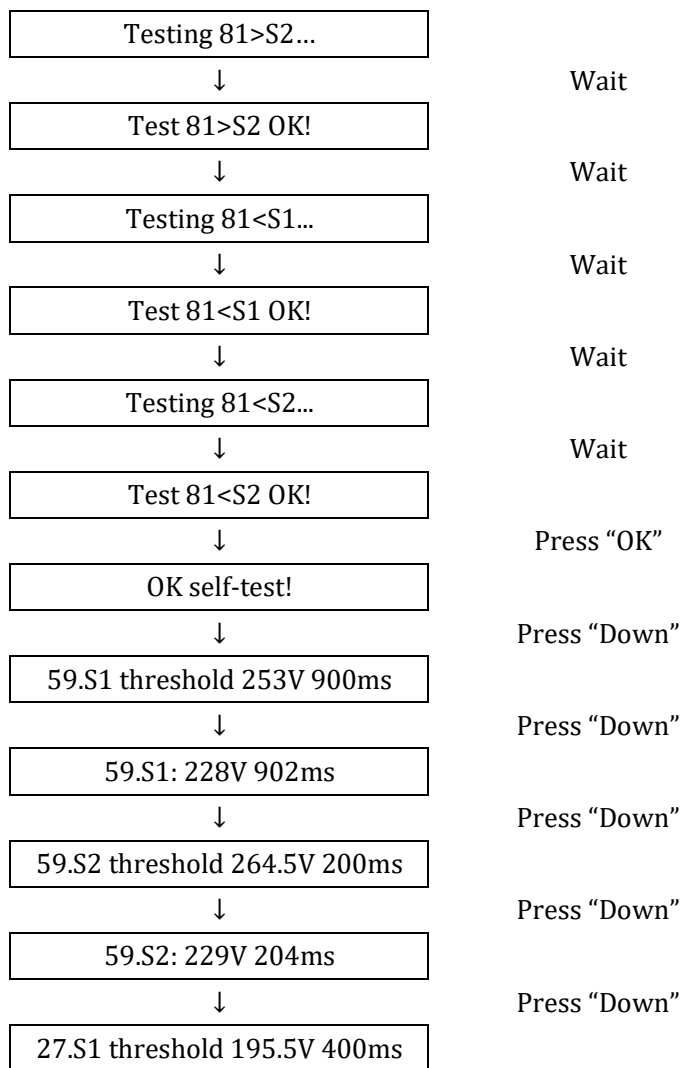 Testing 81>S2...
↓ Wait
Test 81>S2 OK!
↓ Wait
Testing 81<S1...
↓ Wait
Test 81<S1 OK!
↓ Wait
Testing 81<S2...
↓ Wait
Test 81<S2 OK!
↓ Press “OK”
OK self-test!
↓ Press “Down”
59.S1 threshold 253V 900ms
↓ Press “Down”
59.S1: 228V 902ms
↓ Press “Down”
59.S2 threshold 264.5V 200ms
↓ Press “Down”
59.S2: 229V 204ms
↓ Press “Down”
27.S1 threshold 195.5V 400ms